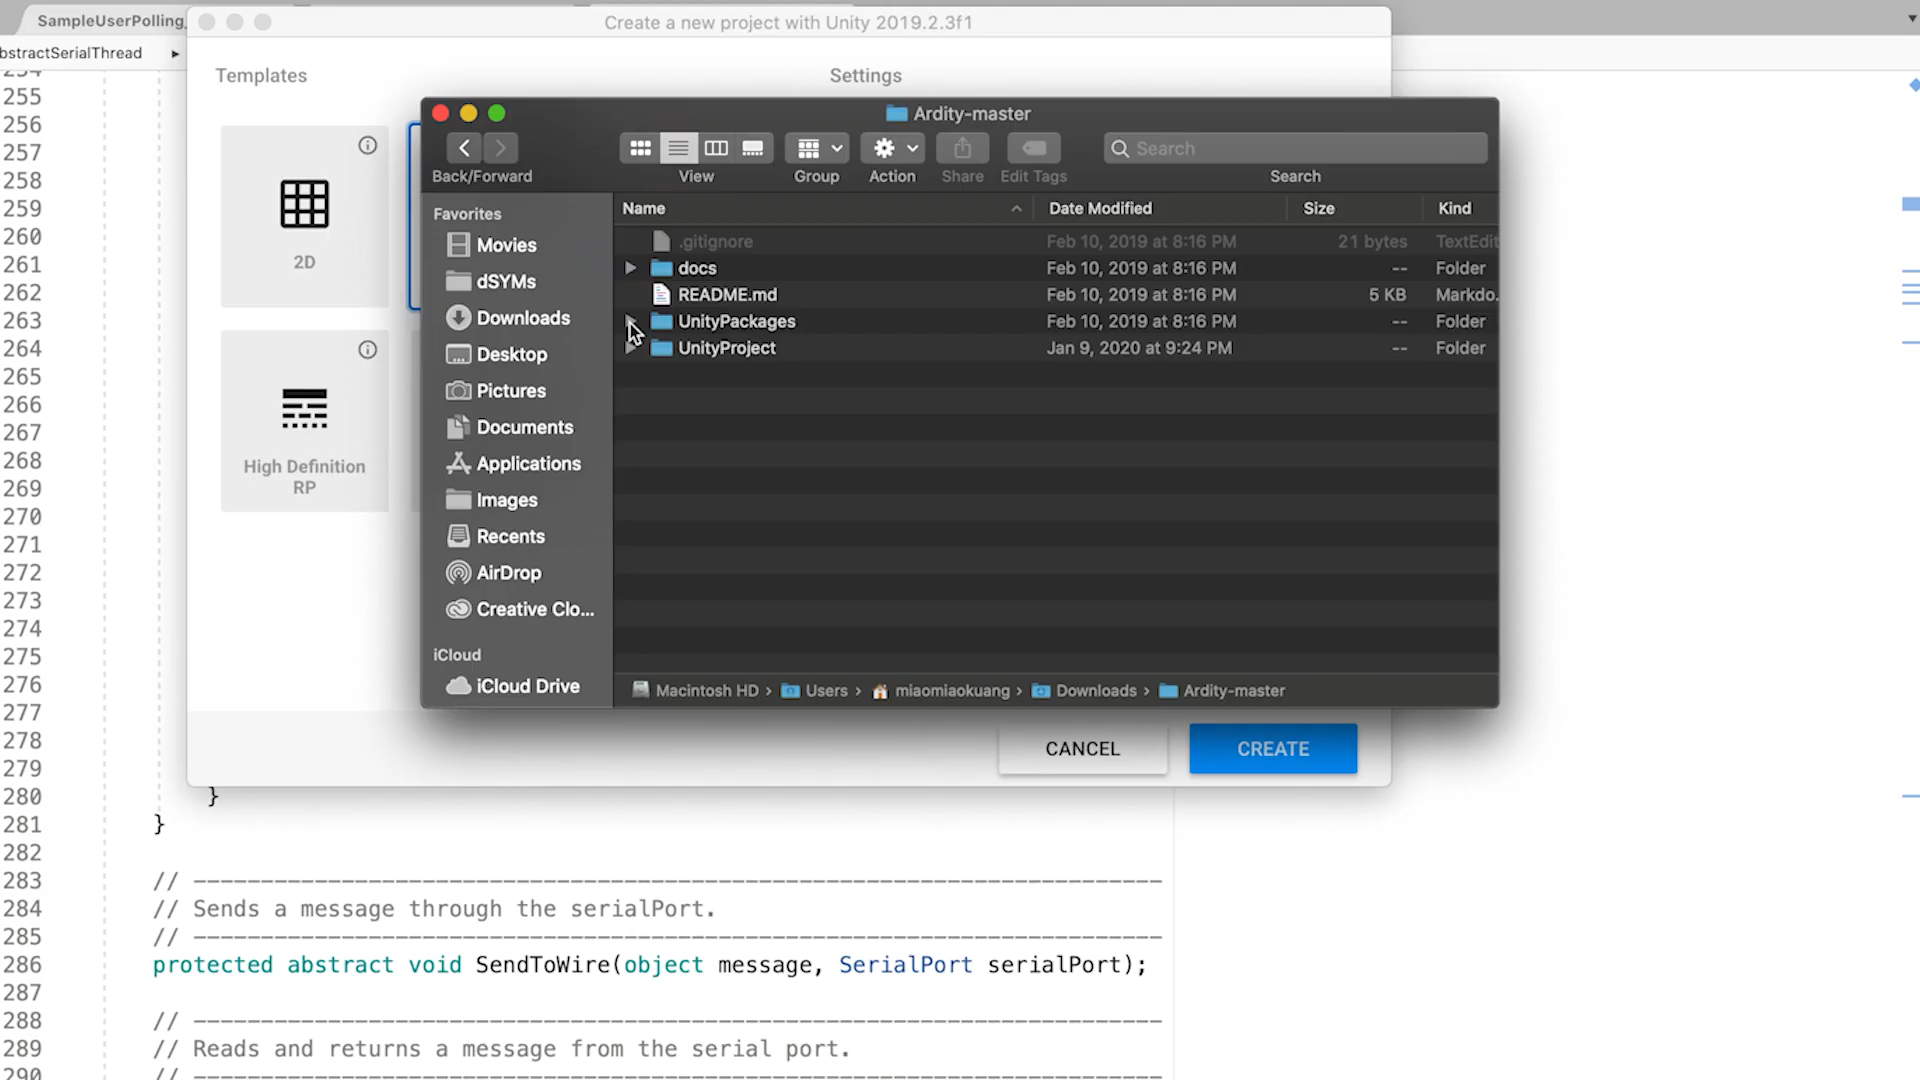 SampleUserPolling_
Create a new project with Unity 2019.2.3f1
bstractSerialThread
Templates
Settings
2D
High Definition
RP
CANCEL
CREATE
Ardity-master
Search
Back/Forward
View
Group
Action
Share
Edit Tags
Search
Favorites
Movies
dSYMs
Downloads
Desktop
Pictures
Documents
Applications
Images
Recents
AirDrop
Creative Clo...
iCloud
iCloud Drive
Name Date Modified Size Kind
.gitignore Feb 10, 2019 at 8:16 PM 21 bytes TextEdit
docs Feb 10, 2019 at 8:16 PM -- Folder
README.md Feb 10, 2019 at 8:16 PM 5 KB Markdo.
UnityPackages Feb 10, 2019 at 8:16 PM -- Folder
UnityProject Jan 9, 2020 at 9:24 PM -- Folder
Macintosh HD › Users › miaomiaokuang › Downloads › Ardity-master
255
256
257
258
259
260
261
262
263
264
265
266
267
268
269
270
271
272
273
274
275
276
277
278
279
280 }
281 }
282
283 // ------------------------------------------------------------------------
284 // Sends a message through the serialPort.
285 // ------------------------------------------------------------------------
286 protected abstract void SendToWire(object message, SerialPort serialPort);
287
288 // ------------------------------------------------------------------------
289 // Reads and returns a message from the serial port.
290 // ------------------------------------------------------------------------